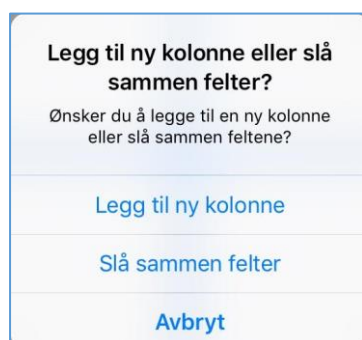 Legg til ny kolonne eller slå
sammen felter?
Ønsker du å legge til en ny kolonne
eller slå sammen feltene?
Legg til ny kolonne
Slå sammen felter
Avbryt